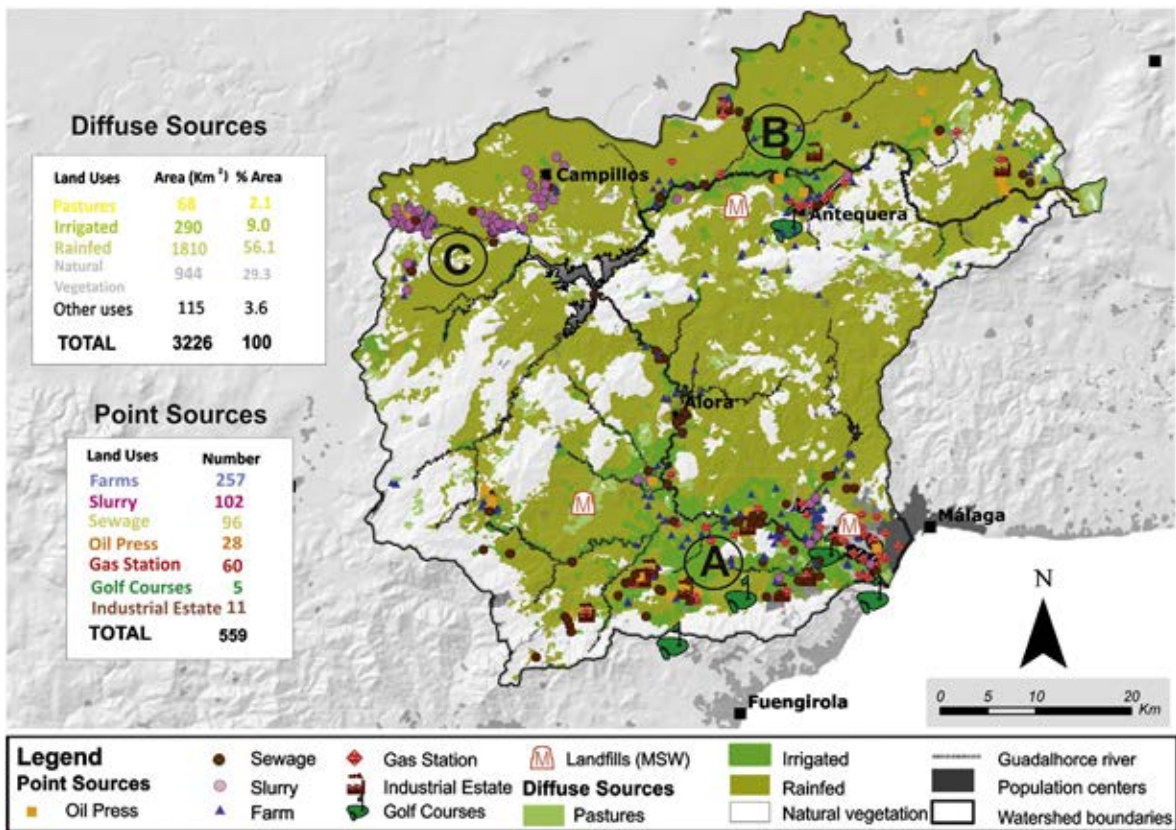 Diffuse Sources
Land Uses Area (Km²) % Area
Pastures 68 2.1
Irrigated 290 9.0
Rainfed 1810 56.1
Natural
Vegetation 944 29.3
Other uses 115 3.6
TOTAL 3226 100
Point Sources
Land Uses Number
Farms 257
Slurry 102
Sewage 96
Oil Press 28
Gas Station 60
Golf Courses 5
Industrial Estate 11
TOTAL 559
B
Campillos
M
Antequera
C
Alora
M
M
Málaga
A
Fuengirola
N
0 5 10 20
Km
Legend
Point Sources
Oil Press
Sewage
Slurry
Farm
Gas Station
Industrial Estate
Golf Courses
M Landfills (MSW)
Diffuse Sources
Pastures
Irrigated
Rainfed
Natural vegetation
Guadalhorce river
Population centers
Watershed boundaries